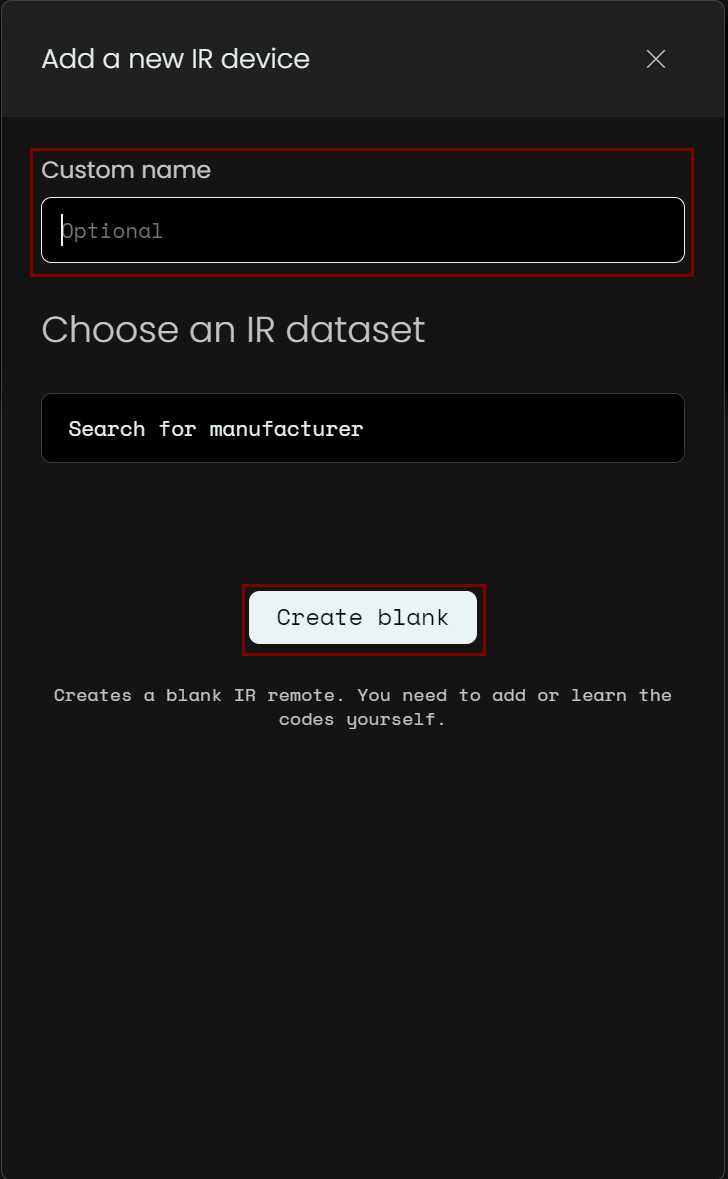 Add a new IR device
Custom name
Optional
Choose an IR dataset
Search for manufacturer
Create blank
Creates a blank IR remote. You need to add or learn the
codes yourself.